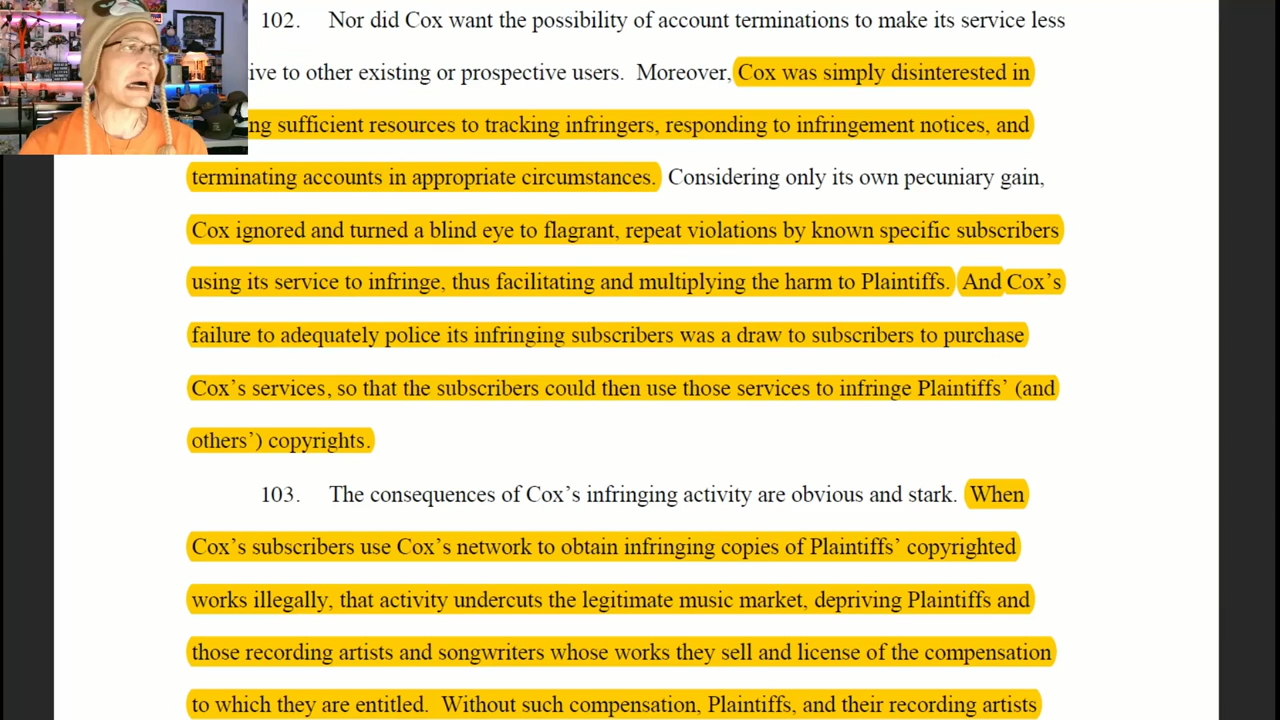 102. Nor did Cox want the possibility of account terminations to make its service less
ive to other existing or prospective users. Moreover, Cox was simply disinterested in
ng sufficient resources to tracking infringers, responding to infringement notices, and
terminating accounts in appropriate circumstances. Considering only its own pecuniary gain,
Cox ignored and turned a blind eye to flagrant, repeat violations by known specific subscribers
using its service to infringe, thus facilitating and multiplying the harm to Plaintiffs. And Cox’s
failure to adequately police its infringing subscribers was a draw to subscribers to purchase
Cox’s services, so that the subscribers could then use those services to infringe Plaintiffs’ (and
others’) copyrights.
103. The consequences of Cox’s infringing activity are obvious and stark. When
Cox’s subscribers use Cox’s network to obtain infringing copies of Plaintiffs’ copyrighted
works illegally, that activity undercuts the legitimate music market, depriving Plaintiffs and
those recording artists and songwriters whose works they sell and license of the compensation
to which they are entitled. Without such compensation, Plaintiffs, and their recording artists